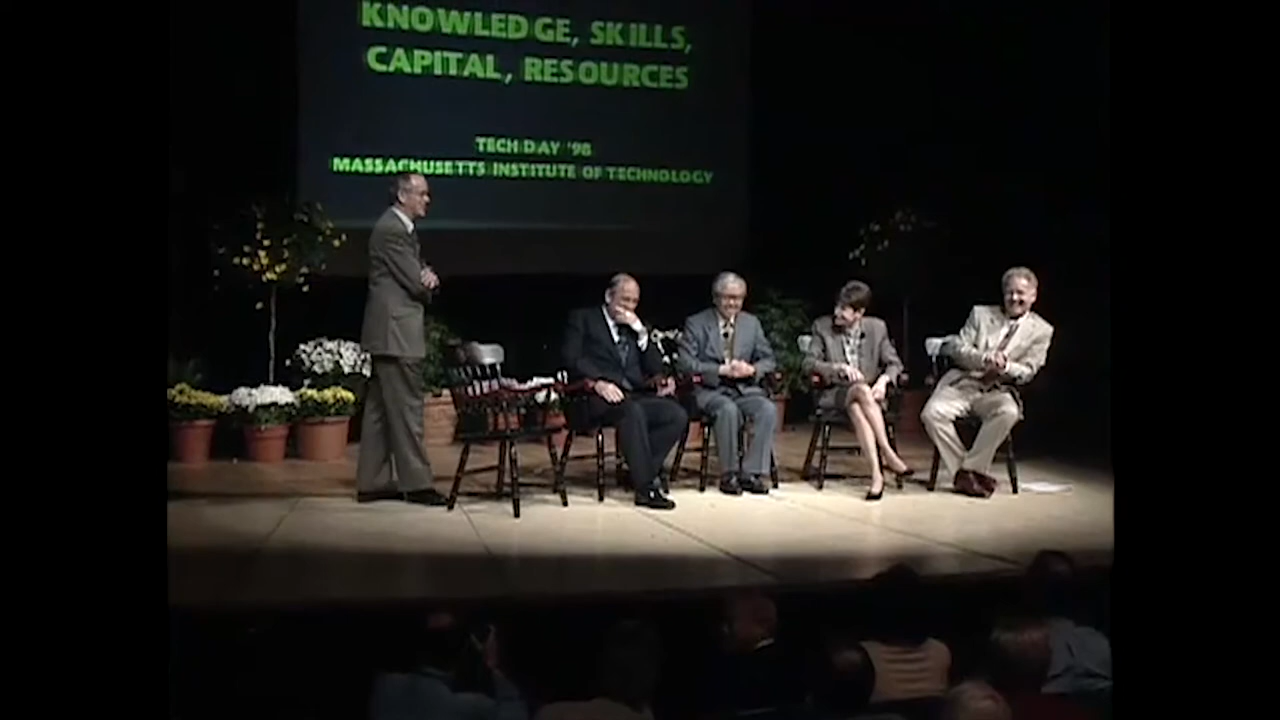 KNOWLEDGE, SKILLS,
CAPITAL, RESOURCES
TECH DAY '98
MASSACHUSETTS INSTITUTE OF TECHNOLOGY